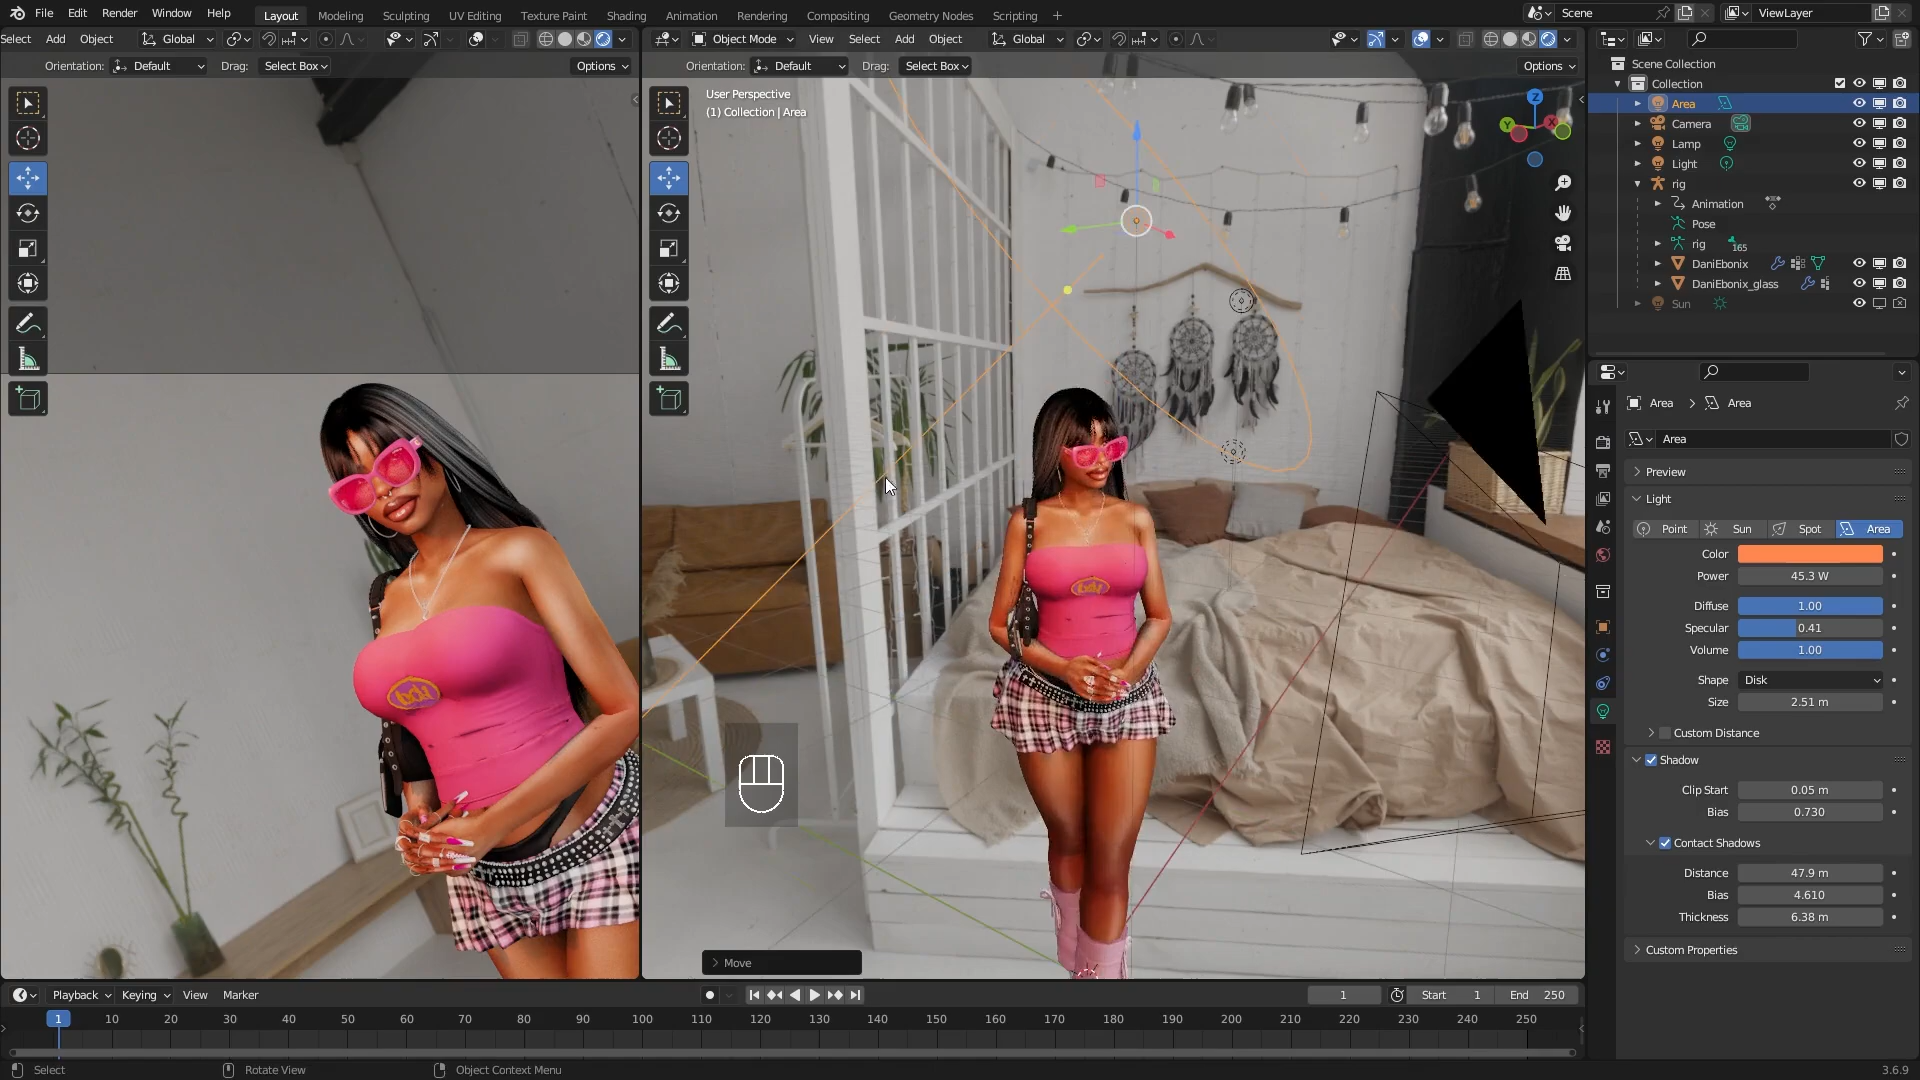 File Edit Render Window Help Layout Modeling Sculpting UV Editing Texture Paint Shading Animation Rendering Compositing Geometry Nodes Scripting + Scene ViewLayer
Select Add Object Global Object Mode View Select Add Object Global
Orientation: Default Drag: Select Box Options Orientation: Default Drag: Select Box Options
User Perspective
(1) Collection | Area
Z
Y
X
Move
Scene Collection
Collection
Area
Camera
Lamp
Light
rig
Animation
Pose
rig 165
DaniEbonix
DaniEbonix_glass
Sun
Area > Area
Area
Preview
Light
Point Sun Spot Area
Color
Power 45.3 W
Diffuse 1.00
Specular 0.41
Volume 1.00
Shape Disk
Size 2.51 m
Custom Distance
Shadow
Clip Start 0.05 m
Bias 0.730
Contact Shadows
Distance 47.9 m
Bias 4.610
Thickness 6.38 m
Custom Properties
Playback Keying View Marker 1 Start 1 End 250
1 10 20 30 40 50 60 70 80 90 100 110 120 130 140 150 160 170 180 190 200 210 220 230 240 250
Select Rotate View Object Context Menu 3.6.9